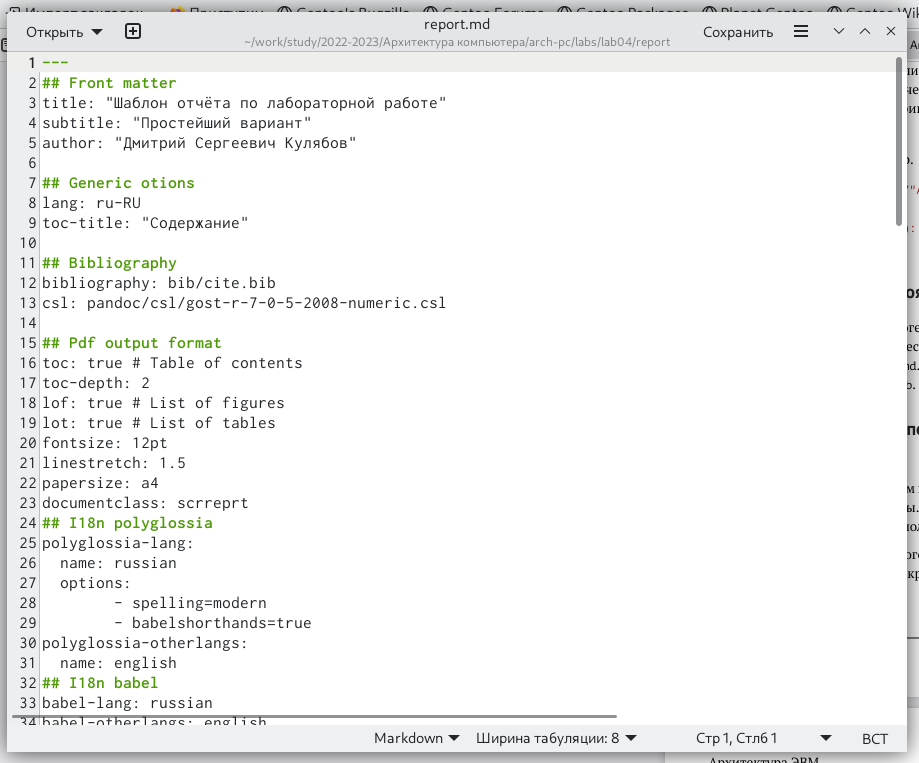 Открыть
report.md
~/work/study/2022-2023/Архитектура компьютера/arch-pc/labs/lab04/report
Сохранить
1 ---
2 ## Front matter
3 title: "Шаблон отчёта по лабораторной работе"
4 subtitle: "Простейший вариант"
5 author: "Дмитрий Сергеевич Кулябов"
6
7 ## Generic otions
8 lang: ru-RU
9 toc-title: "Содержание"
10
11 ## Bibliography
12 bibliography: bib/cite.bib
13 csl: pandoc/csl/gost-r-7-0-5-2008-numeric.csl
14
15 ## Pdf output format
16 toc: true # Table of contents
17 toc-depth: 2
18 lof: true # List of figures
19 lot: true # List of tables
20 fontsize: 12pt
21 linestretch: 1.5
22 papersize: a4
23 documentclass: scrreprt
24 ## I18n polyglossia
25 polyglossia-lang:
26   name: russian
27   options:
28         - spelling=modern
29         - babelshorthands=true
30 polyglossia-otherlangs:
31   name: english
32 ## I18n babel
33 babel-lang: russian
34 babel-otherlangs: english
Markdown Ширина табуляции: 8 Стр 1, Стлб 1 ВСТ
Архитектура ЭВМ